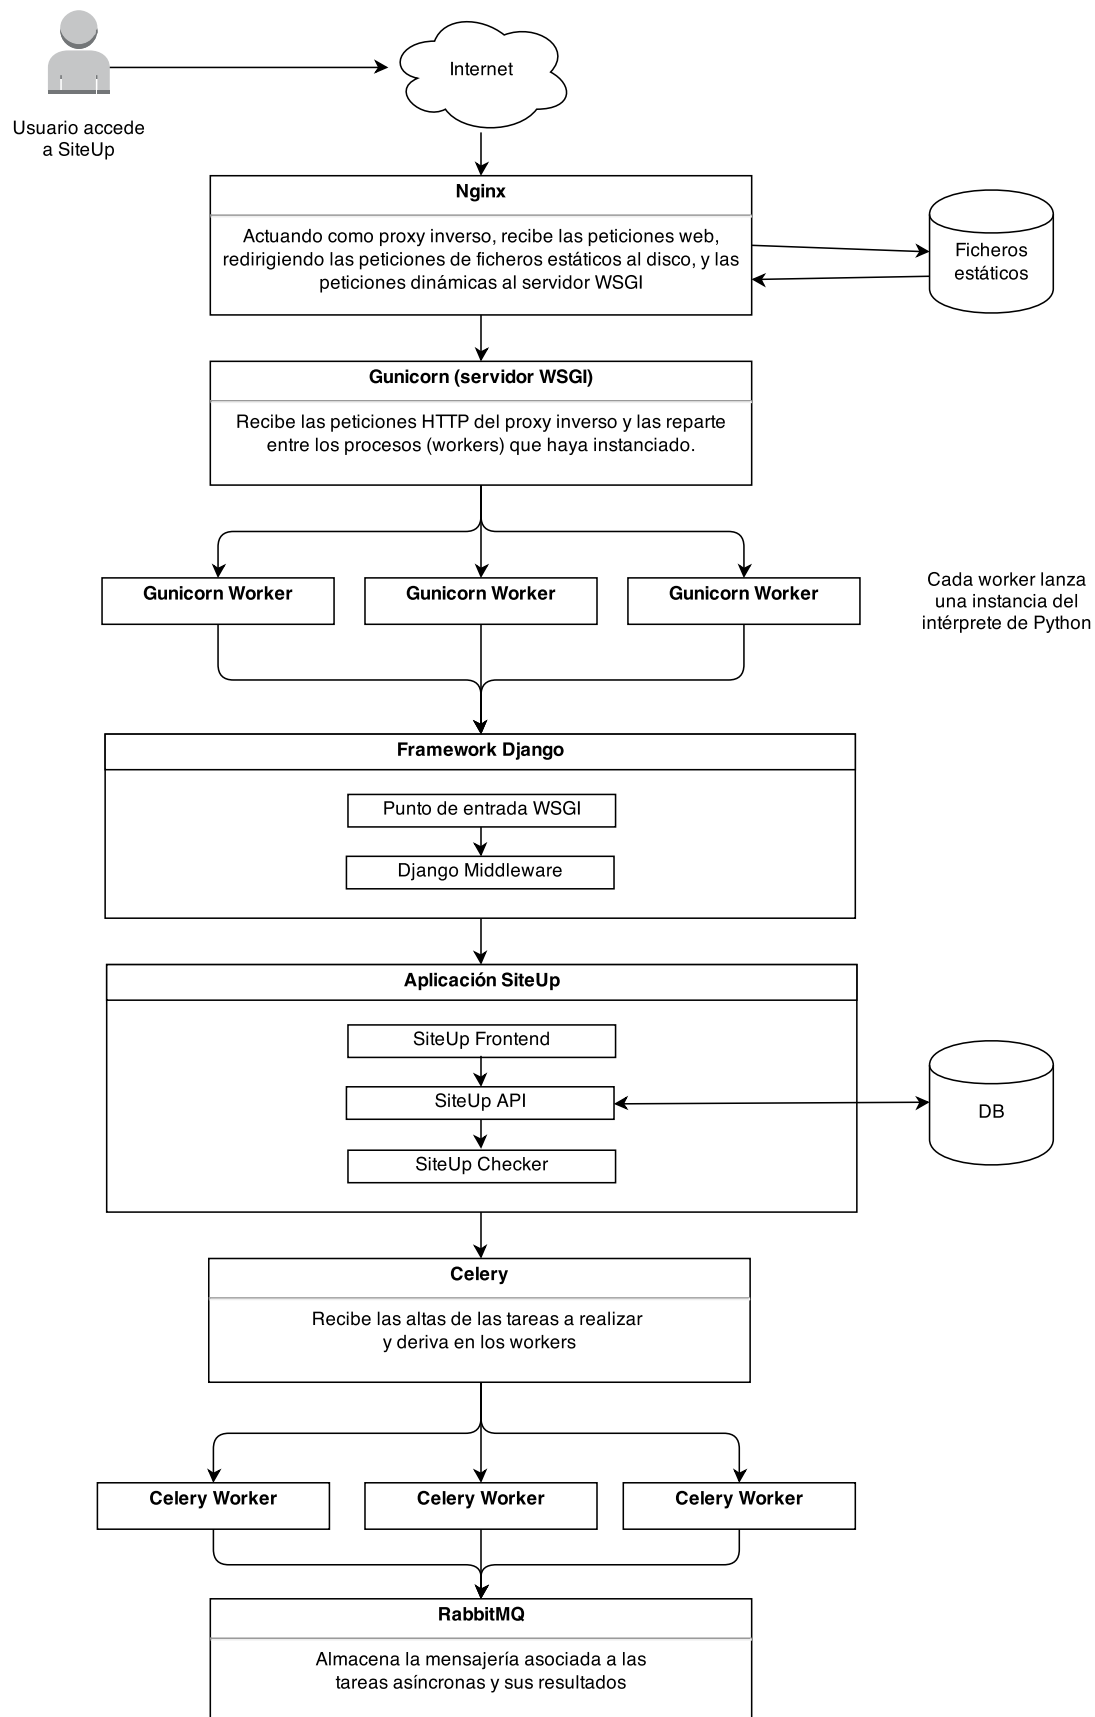 Internet
Usuario accede
a SiteUp
Nginx
Actuando como proxy inverso, recibe las peticiones web,
redirigiendo las peticiones de ficheros estáticos al disco, y las
peticiones dinámicas al servidor WSGI
Ficheros
estáticos
Gunicorn (servidor WSGI)
Recibe las peticiones HTTP del proxy inverso y las reparte
entre los procesos (workers) que haya instanciado.
Gunicorn Worker
Gunicorn Worker
Gunicorn Worker
Cada worker lanza
una instancia del
intérprete de Python
Framework Django
Punto de entrada WSGI
Django Middleware
Aplicación SiteUp
SiteUp Frontend
SiteUp API
SiteUp Checker
DB
Celery
Recibe las altas de las tareas a realizar
y deriva en los workers
Celery Worker
Celery Worker
Celery Worker
RabbitMQ
Almacena la mensajería asociada a las
tareas asíncronas y sus resultados